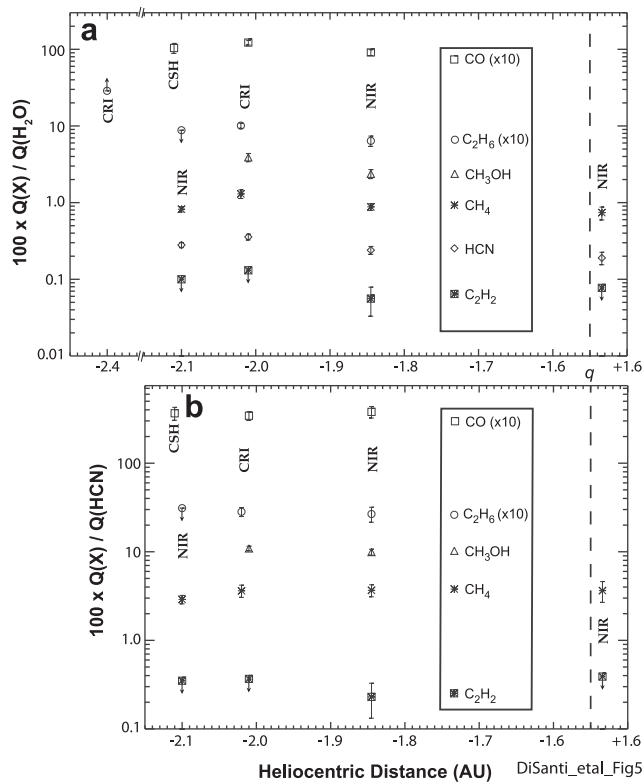 a
100 x Q(X) / Q(H₂O)
100
10
1.0
0.1
0.01
CRI
CSH
NIR
CRI
NIR
NIR
CO (x10)
C₂H₆ (x10)
CH₃OH
CH₄
HCN
C₂H₂
-2.4
-2.1
-2.0
-1.9
-1.8
-1.7
-1.6
q
+1.6
b
100 x Q(X) / Q(HCN)
100
10
1.0
0.1
CSH
NIR
CRI
NIR
NIR
CO (x10)
C₂H₆ (x10)
CH₃OH
CH₄
C₂H₂
-2.1
-2.0
-1.9
-1.8
-1.7
-1.6
+1.6
Heliocentric Distance (AU)
DiSanti_etal_Fig5